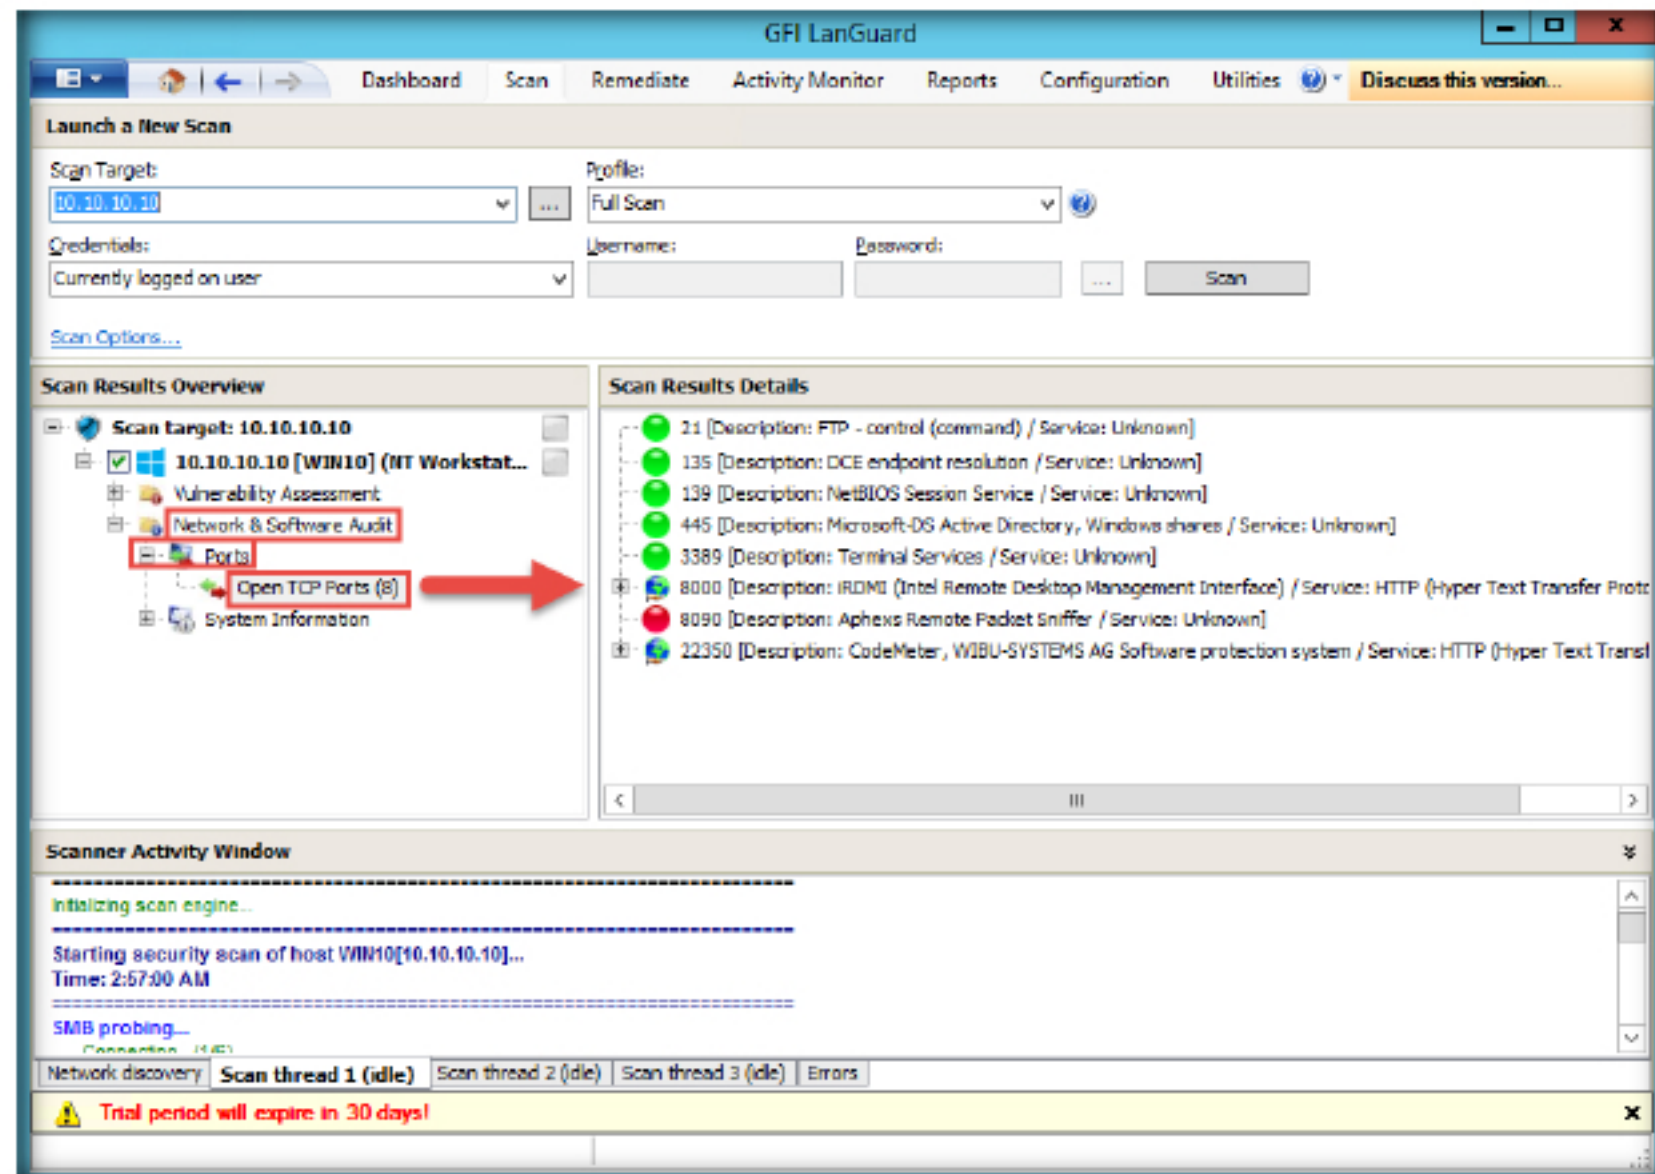 GFI LanGuard
Dashboard Scan Remediate Activity Monitor Reports Configuration Utilities Discuss this version...
Launch a New Scan
Scan Target: Profile:
10.10.10.10 ... Full Scan
Credentials: Username: Password:
Currently logged on user ... Scan
Scan Options...
Scan Results Overview
Scan target: 10.10.10.10
10.10.10.10 [WIN10] (NT Workstat...
Vulnerability Assessment
Network & Software Audit
Ports
Open TCP Ports (8)
System Information
Scan Results Details
21 [Description: FTP - control (command) / Service: Unknown]
135 [Description: DCE endpoint resolution / Service: Unknown]
139 [Description: NetBIOS Session Service / Service: Unknown]
445 [Description: Microsoft-DS Active Directory, Windows shares / Service: Unknown]
3389 [Description: Terminal Services / Service: Unknown]
8000 [Description: iRDMI (Intel Remote Desktop Management Interface) / Service: HTTP (Hyper Text Transfer Protc
8090 [Description: Aphexs Remote Packet Sniffer / Service: Unknown]
22350 [Description: CodeMeter, WIBU-SYSTEMS AG Software protection system / Service: HTTP (Hyper Text Transf
Scanner Activity Window
Initializing scan engine...
Starting security scan of host WIN10[10.10.10.10]...
Time: 2:57:00 AM
SMB probing...
Connection (1/5)
Network discovery Scan thread 1 (idle) Scan thread 2 (idle) Scan thread 3 (idle) Errors
Trial period will expire in 30 days!